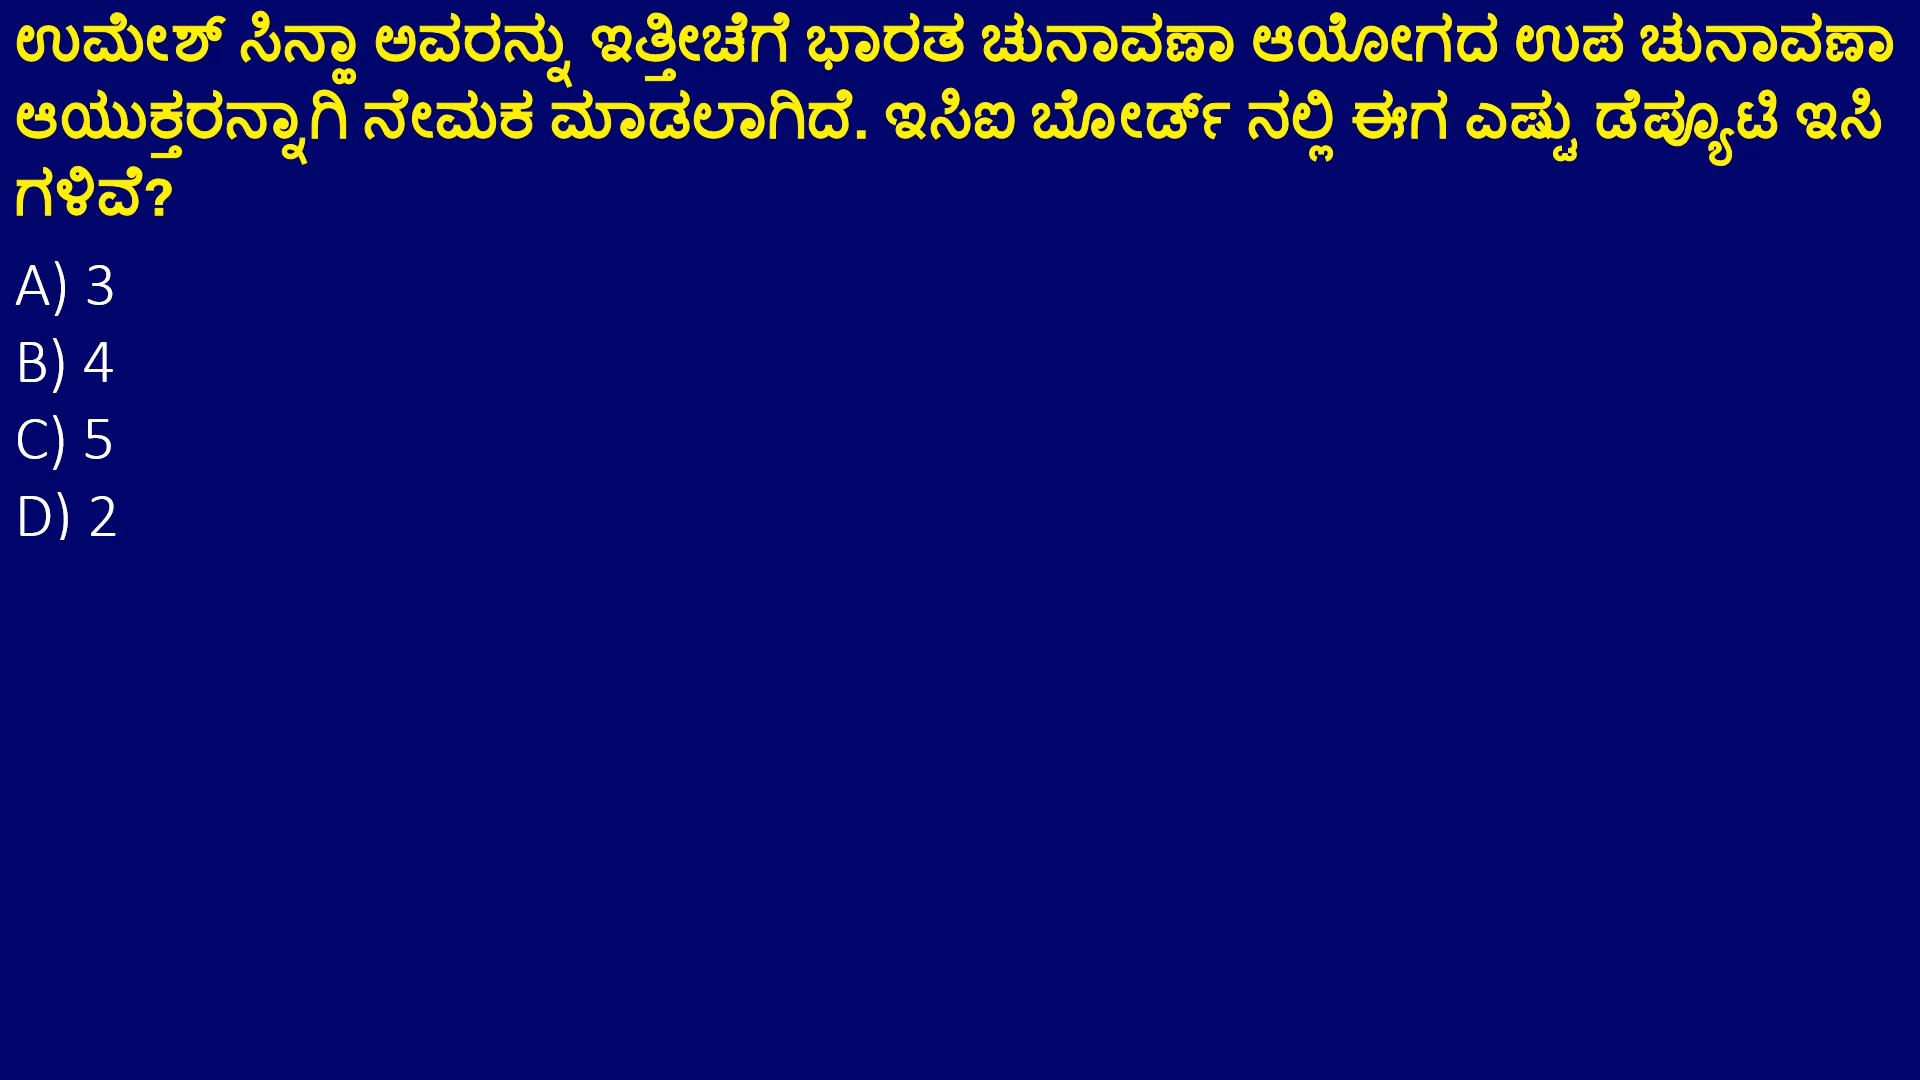 ಉಮೇಶ್ ಸಿನ್ಹಾ ಅವರನ್ನು ಇತ್ತೀಚೆಗೆ ಭಾರತ ಚುನಾವಣಾ ಆಯೋಗದ ಉಪ ಚುನಾವಣಾ
ಆಯುಕ್ತರನ್ನಾಗಿ ನೇಮಕ ಮಾಡಲಾಗಿದೆ. ಇಸಿಐ ಬೋರ್ಡ್ ನಲ್ಲಿ ಈಗ ಎಷ್ಟು ಡೆಪ್ಯೂಟಿ ಇಸಿ
ಗಳಿವೆ?
A) 3
B) 4
C) 5
D) 2